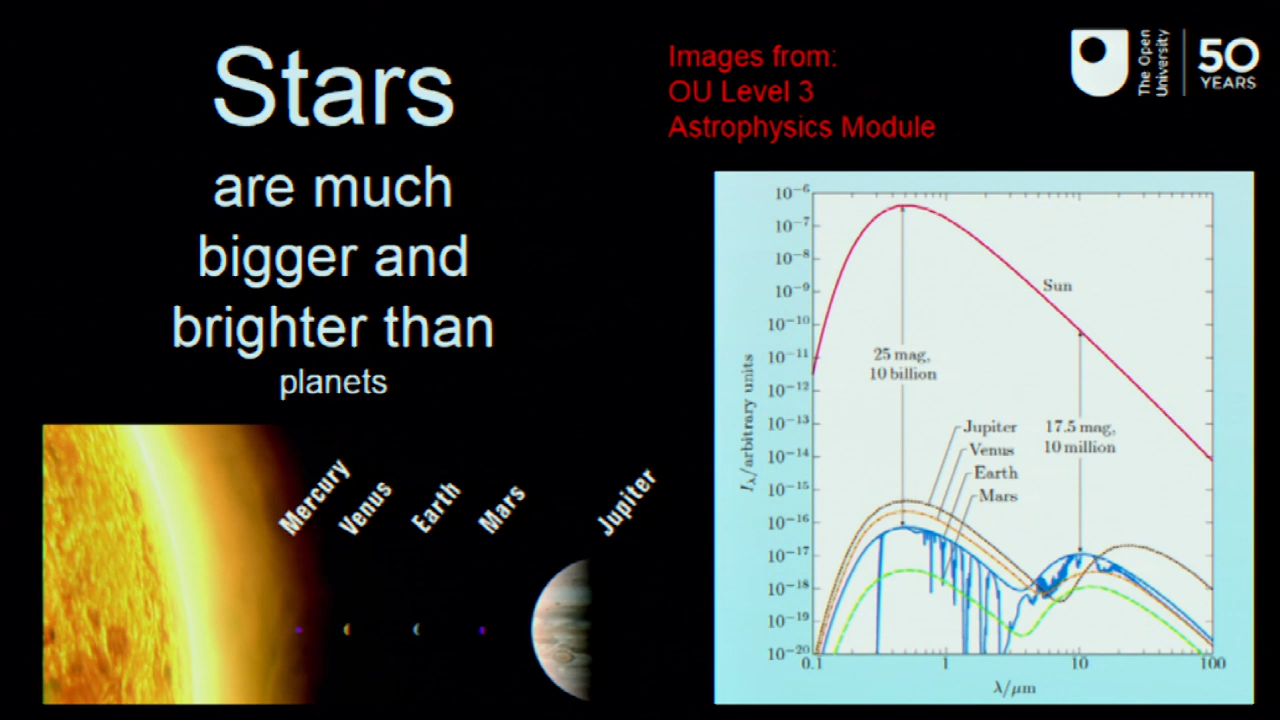 Stars
are much
bigger and
brighter than
planets
Images from:
OU Level 3
Astrophysics Module
The Open
University
50
YEARS
Mercury
Venus
Earth
Mars
Jupiter
10⁻⁶
10⁻⁷
10⁻⁸
10⁻⁹
10⁻¹⁰
10⁻¹¹
10⁻¹²
10⁻¹³
10⁻¹⁴
10⁻¹⁵
10⁻¹⁶
10⁻¹⁷
10⁻¹⁸
10⁻¹⁹
10⁻²⁰
I_λ/arbitrary units
Sun
25 mag,
10 billion
17.5 mag,
10 million
Jupiter
Venus
Earth
Mars
0.1
1
10
100
λ/μm